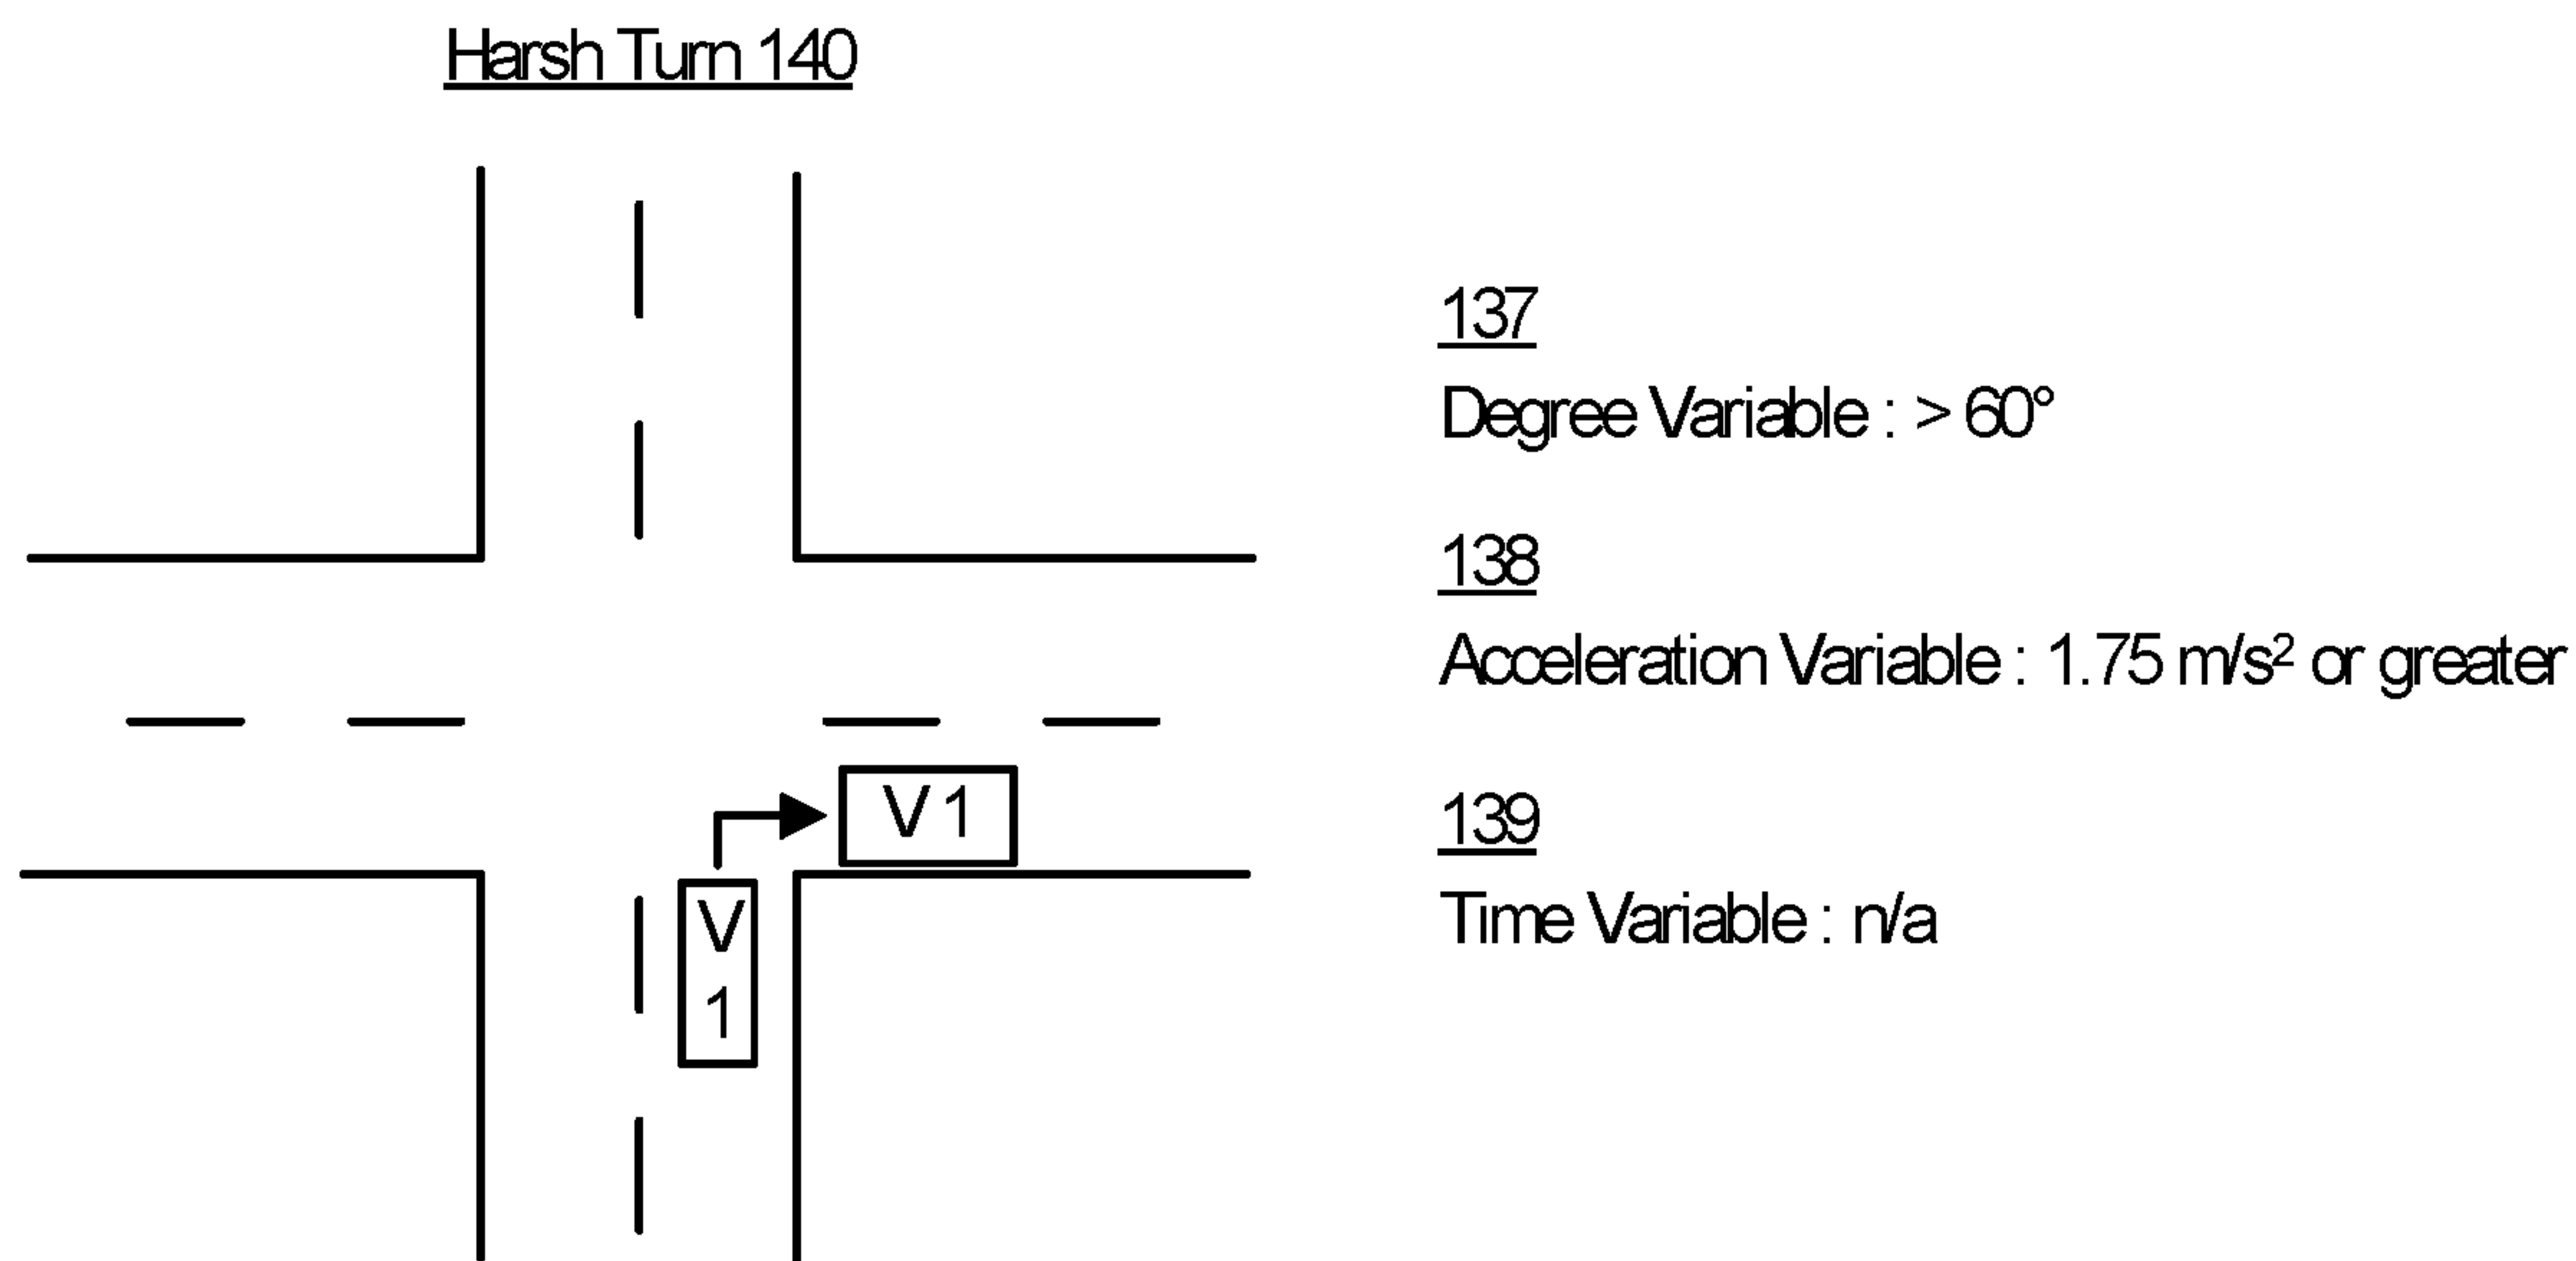 Harsh Turn 140
137
Degree Variable : > 60°
138
Acceleration Variable : 1.75 m/s² or greater
139
Time Variable : n/a
V 1
V
1